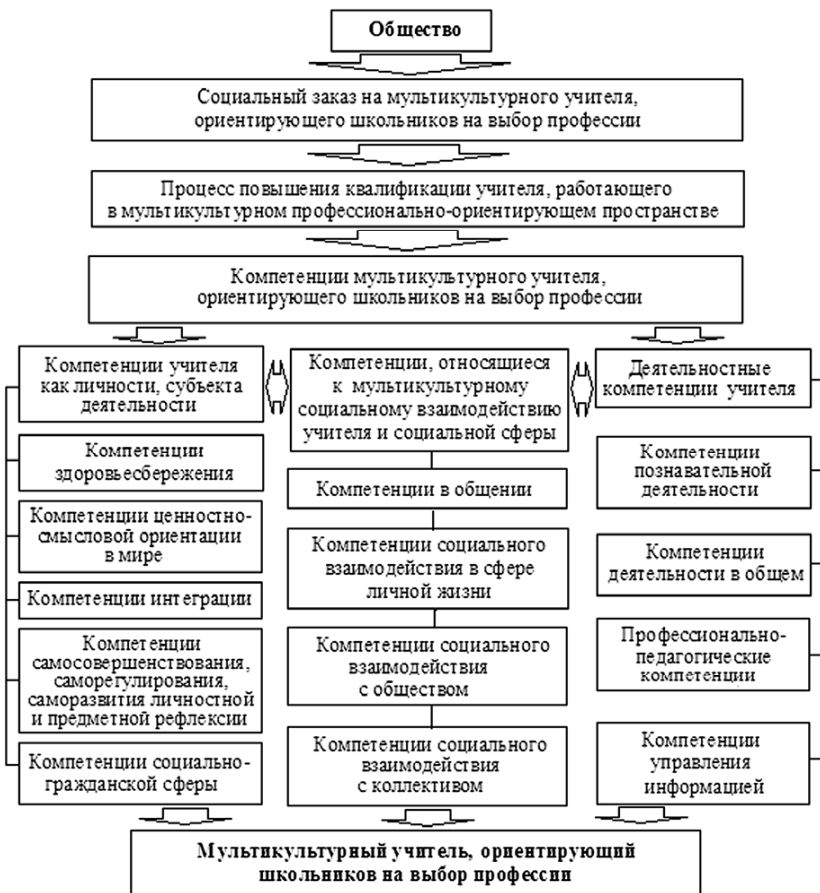 Общество
Социальный заказ на мультикультурного учителя,
ориентирующего школьников на выбор профессии
Процесс повышения квалификации учителя, работающего
в мультикультурном профессионально-ориентирующем пространстве
Компетенции мультикультурного учителя,
ориентирующего школьников на выбор профессии
Компетенции учителя
как личности, субъекта
деятельности
Компетенции
здоровьесбережения
Компетенции ценностно-
смысловой ориентации
в мире
Компетенции интеграции
Компетенции
самосовершенствования,
саморегулирования,
саморазвития личностной
и предметной рефлексии
Компетенции социально-
гражданской сферы
Компетенции, относящиеся
к мультикультурному
социальному взаимодействию
учителя и социальной сферы
Компетенции в общении
Компетенции социального
взаимодействия в сфере
личной жизни
Компетенции социального
взаимодействия
с обществом
Компетенции социального
взаимодействия
с коллективом
Деятельностные
компетенции учителя
Компетенции
познавательной
деятельности
Компетенции
деятельности в общем
Профессионально-
педагогические
компетенции
Компетенции
управления
информацией
Мультикультурный учитель, ориентирующий
школьников на выбор профессии